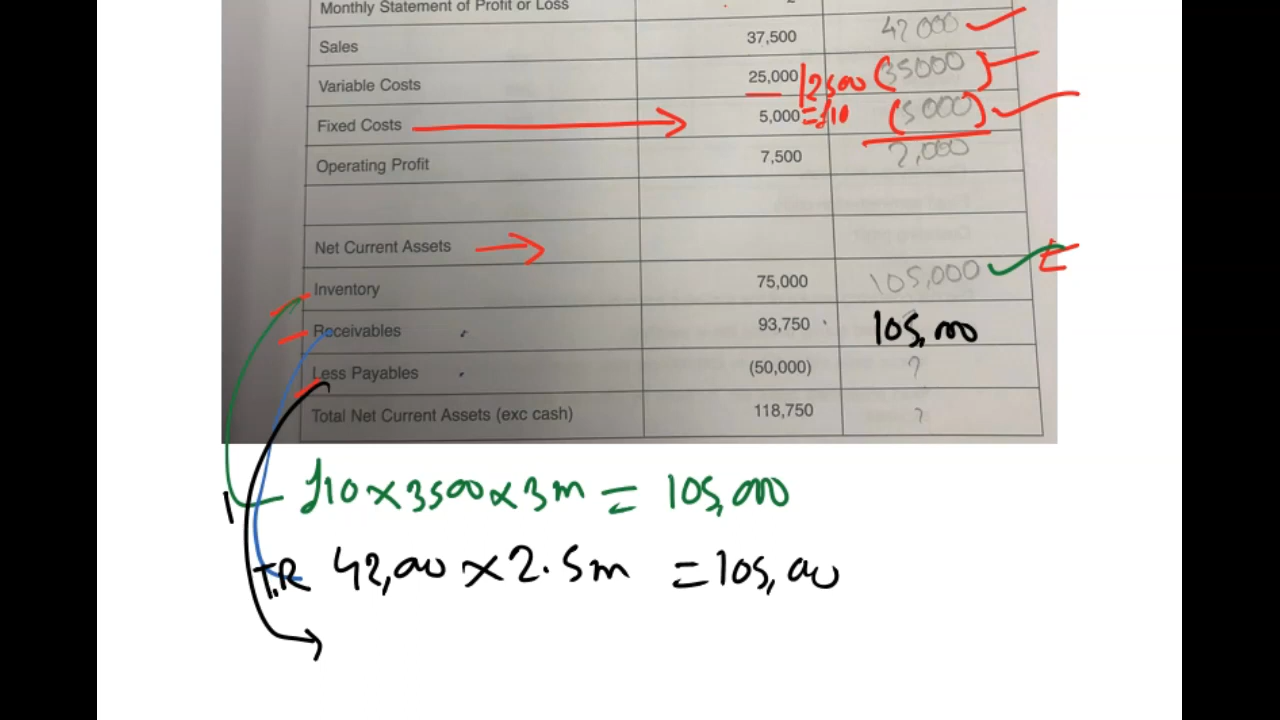 Monthly Statement of Profit or Loss
Sales 37,500 42000
Variable Costs 25,000 /2500 (35000)
Fixed Costs 5,000 =£10 (5000)
Operating Profit 7,500 2,000
Net Current Assets £
Inventory 75,000 105,000
Receivables 93,750 105,000
Less Payables (50,000) ?
Total Net Current Assets (exc cash) 118,750 ?
£10 x 3500 x 3m = 105,000
T.R 42,000 x 2.5m = 105,000